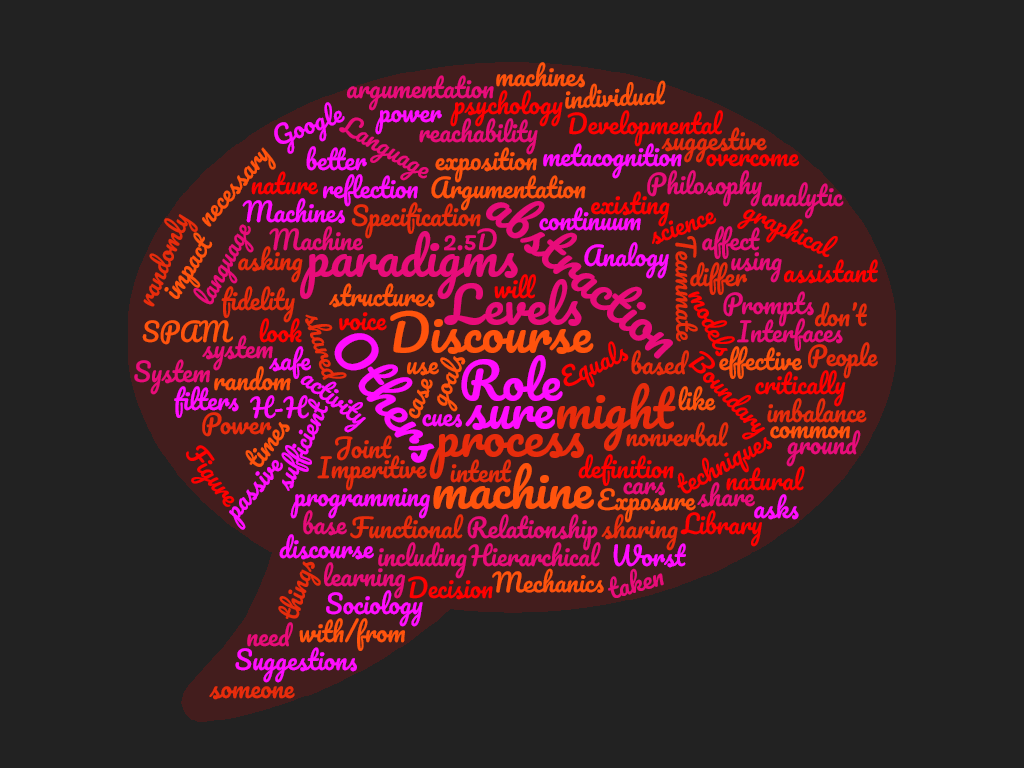 machines
argumentation
individual
psychology
power
Google
Developmental
reachability
Language
suggestive
overcome
better
exposition
metacognition
necessary
nature
reflection
Argumentation
Philosophy
analytic
Machines
Specification
abstraction
continuum
existing
science
graphical
randomly
impact
language
Machine
2.5D
Analogy
Teammate
affect
asking
paradigms
using
differ
assistant
fidelity
structures
will
Levels
models
Prompts
don't
SPAM
look
shared
voice
Discourse
Interfaces
system
safe
Others
use
goals
Equals
based
Boundary
effective
People
System
random
activity
case
Role
critically
filters
H-H?
cues
sure
might
like
imbalance
Power
times
sufficient
Joint
process
nonverbal
common
ground
Figure
passive
Imperitive
intent
definition
techniques
natural
programming
machine
cars
Exposure
share
asks
base
Functional
Relationship
sharing
Library
discourse
including
Hierarchical
Worst
things
learning
Decision
Mechanics
taken
Sociology
need
with/from
Suggestions
someone